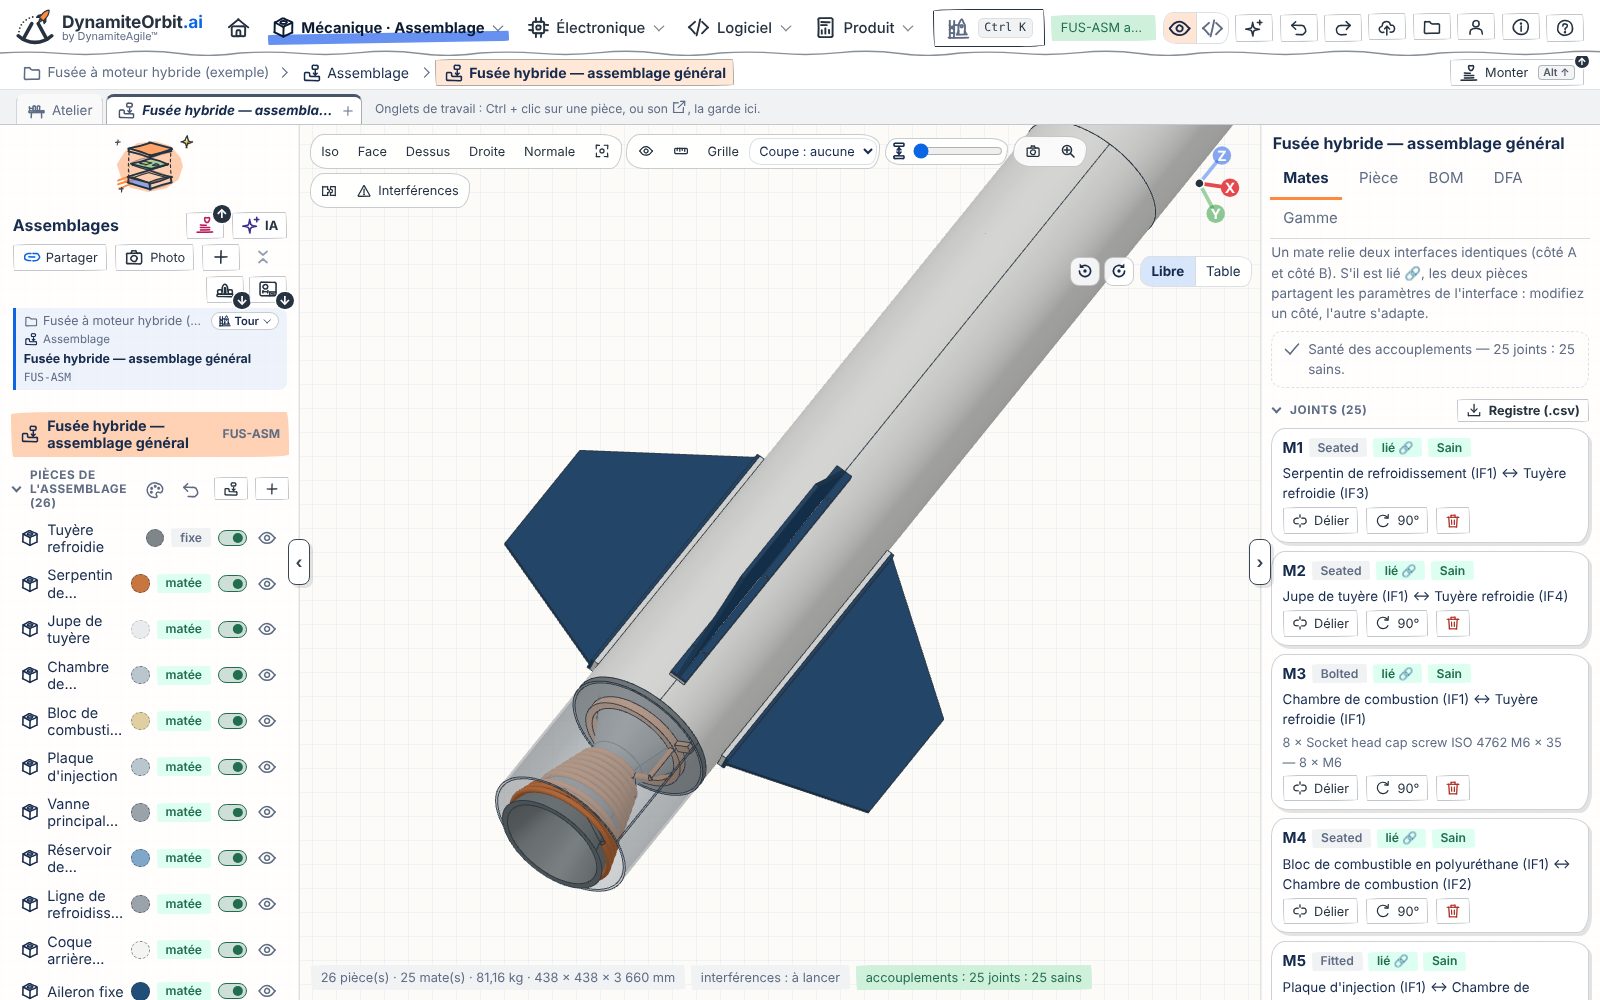 DynamiteOrbit.ai
by DynamiteAgile™
Mécanique · Assemblage
Électronique
Logiciel
Produit
Ctrl K
FUS-ASM a...
Fusée à moteur hybride (exemple)
Assemblage
Fusée hybride — assemblage général
Monter
Alt ↑
Atelier
Fusée hybride — assembla...
Onglets de travail : Ctrl + clic sur une pièce, ou son , la garde ici.
Assemblages
IA
Partager
Photo
Fusée à moteur hybride (...
Tour
Assemblage
Fusée hybride — assemblage général
FUS-ASM
Fusée hybride —
assemblage général
FUS-ASM
PIÈCES DE
L'ASSEMBLAGE
(26)
Tuyère
refroidie
fixe
Serpentin
de...
matée
Jupe de
tuyère
matée
Chambre
de...
matée
Bloc de
combusti...
matée
Plaque
d'injection
matée
Vanne
principal...
matée
Réservoir
de...
matée
Ligne de
refroidiss...
matée
Coque
arrière...
matée
Aileron fixe
matée
Iso
Face
Dessus
Droite
Normale
Grille
Coupe : aucune
Interférences
Z
X
Y
Libre
Table
26 pièce(s) · 25 mate(s) · 81,16 kg · 438 × 438 × 3 660 mm
interférences : à lancer
accouplements : 25 joints : 25 sains
Fusée hybride — assemblage général
Mates
Pièce
BOM
DFA
Gamme
Un mate relie deux interfaces identiques (côté A
et côté B). S'il est lié 🔗, les deux pièces
partagent les paramètres de l'interface : modifiez
un côté, l'autre s'adapte.
Santé des accouplements — 25 joints : 25
sains.
JOINTS (25)
Registre (.csv)
M1 Seated lié 🔗 Sain
Serpentin de refroidissement (IF1) ↔ Tuyère
refroidie (IF3)
Délier
90°
M2 Seated lié 🔗 Sain
Jupe de tuyère (IF1) ↔ Tuyère refroidie (IF4)
Délier
90°
M3 Bolted lié 🔗 Sain
Chambre de combustion (IF1) ↔ Tuyère
refroidie (IF1)
8 × Socket head cap screw ISO 4762 M6 × 35
— 8 × M6
Délier
90°
M4 Seated lié 🔗 Sain
Bloc de combustible en polyuréthane (IF1) ↔
Chambre de combustion (IF2)
Délier
90°
M5 Fitted lié 🔗 Sain
Plaque d'injection (IF1) ↔ Chambre de